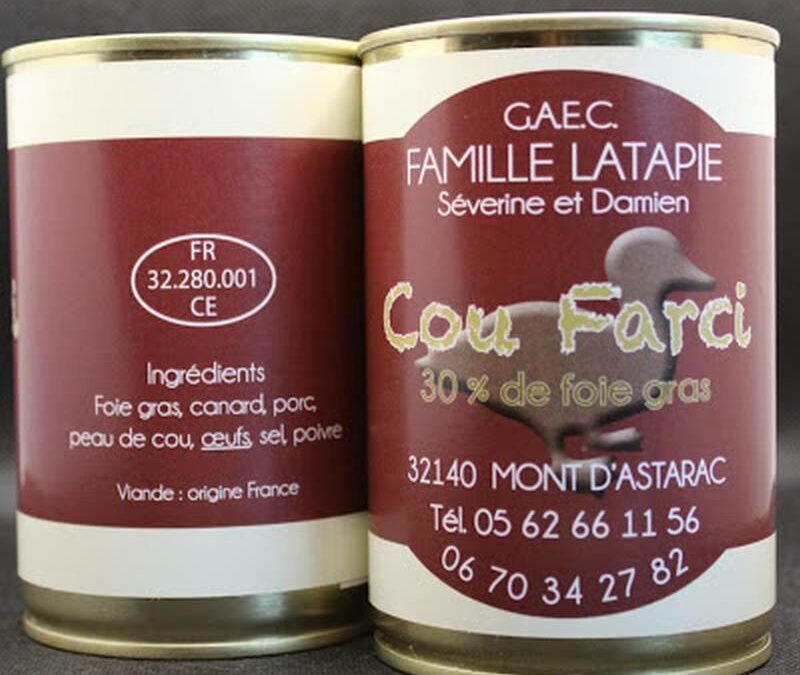 FR
32.280.001
CE
Ingrédients
Foie gras, canard, porc,
peau de cou, œufs, sel, poivre
Viande : origine France
G.A.E.C.
FAMILLE LATAPIE
Séverine et Damien
Cou Farci
30 % de foie gras
32140 MONT D'ASTARAC
Tél. 05 62 66 11 56
06 70 34 27 82